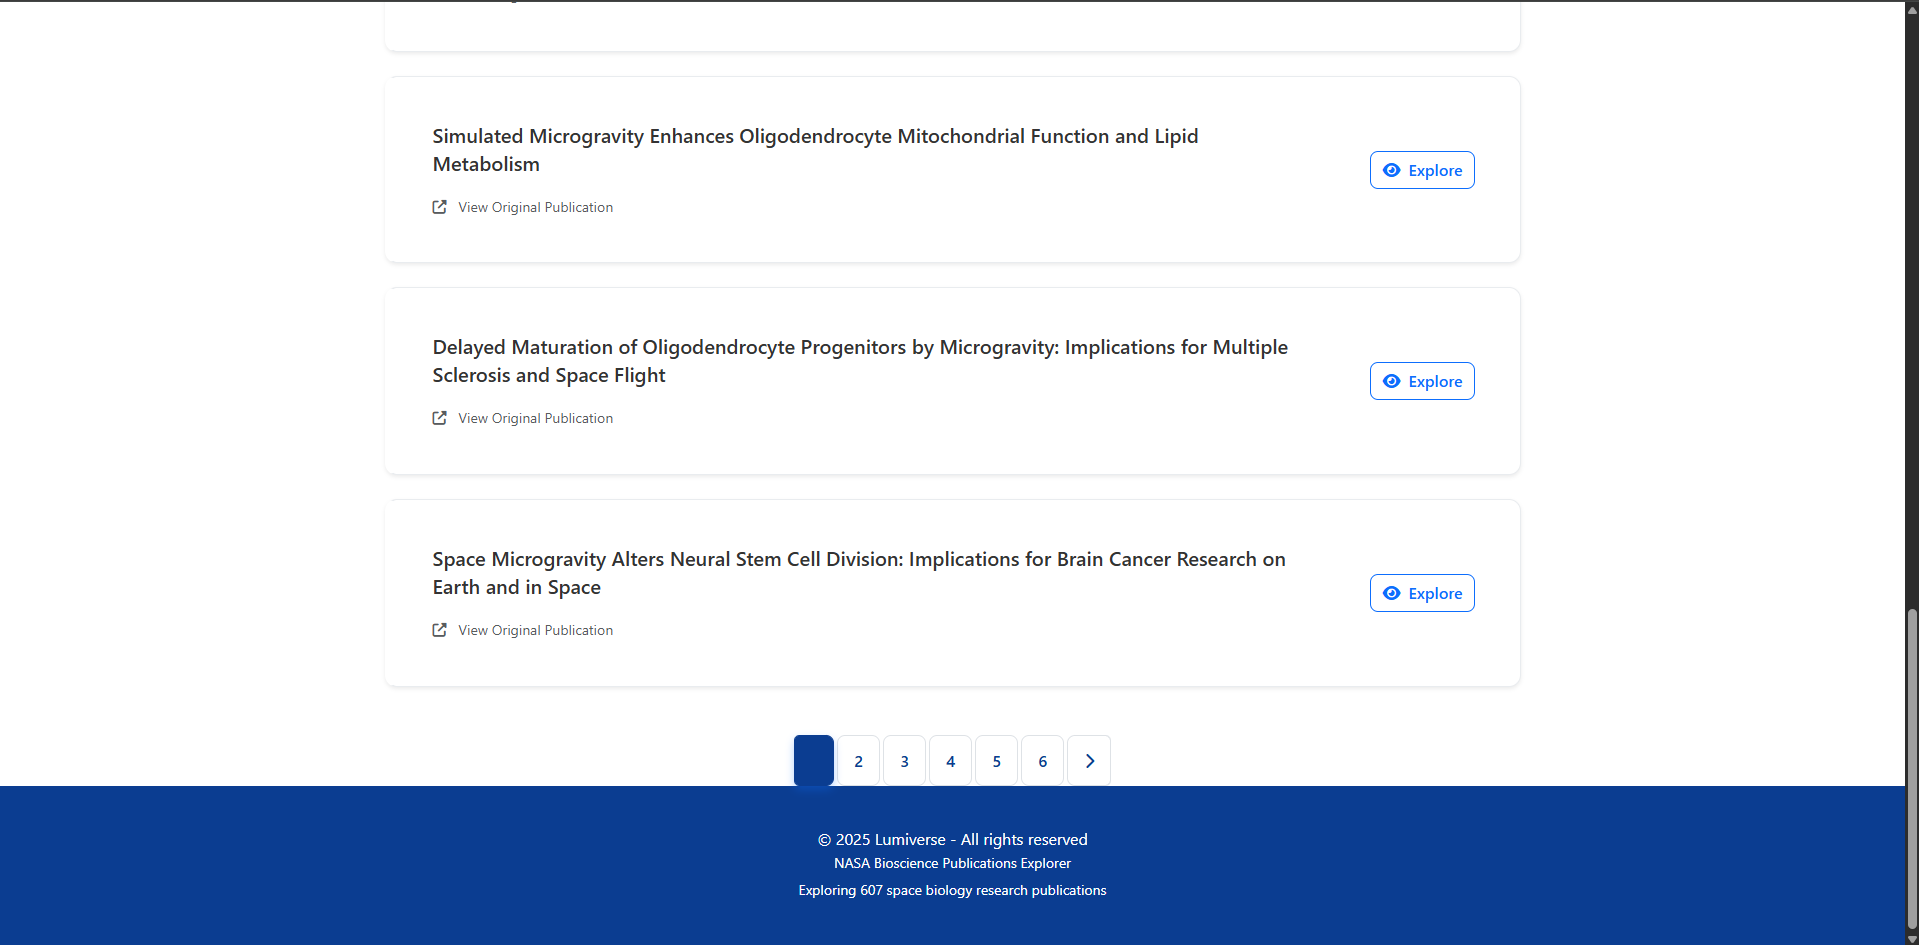 Simulated Microgravity Enhances Oligodendrocyte Mitochondrial Function and Lipid
Metabolism
Explore
View Original Publication
Delayed Maturation of Oligodendrocyte Progenitors by Microgravity: Implications for Multiple
Sclerosis and Space Flight
Explore
View Original Publication
Space Microgravity Alters Neural Stem Cell Division: Implications for Brain Cancer Research on
Earth and in Space
Explore
View Original Publication
2 3 4 5 6
© 2025 Lumiverse - All rights reserved
NASA Bioscience Publications Explorer
Exploring 607 space biology research publications